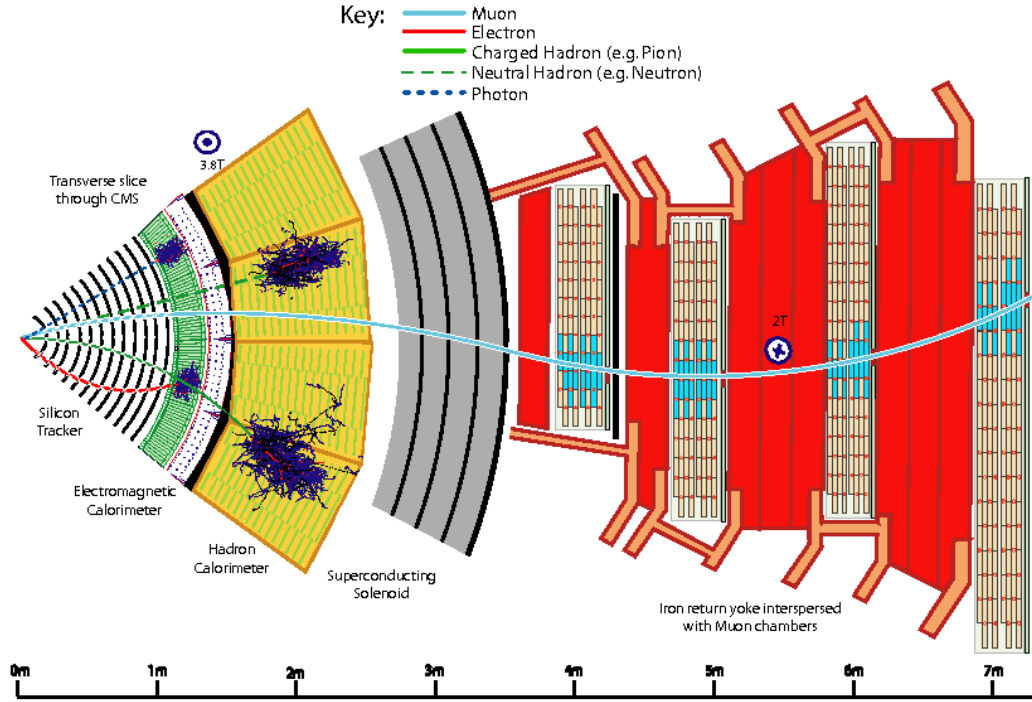 Key:
Muon
Electron
Charged Hadron (e.g. Pion)
Neutral Hadron (e.g. Neutron)
Photon
3.8T
Transverse slice
through CMS
2T
Silicon
Tracker
Electromagnetic
Calorimeter
Hadron
Calorimeter
Superconducting
Solenoid
Iron return yoke interspersed
with Muon chambers
0m 1m 2m 3m 4m 5m 6m 7m